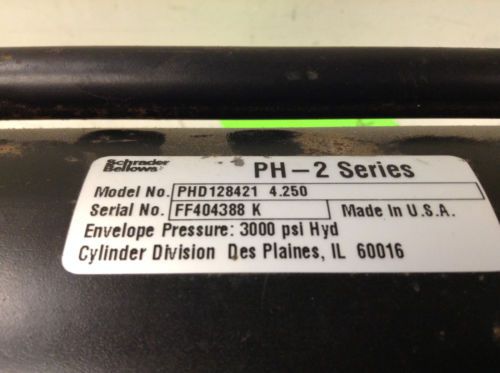 Schrader
Bellows
PH-2 Series
Model No. PHD128421 4.250
Serial No. FF404388 K
Made In U.S.A.
Envelope Pressure: 3000 psi Hyd
Cylinder Division Des Plaines, IL 60016